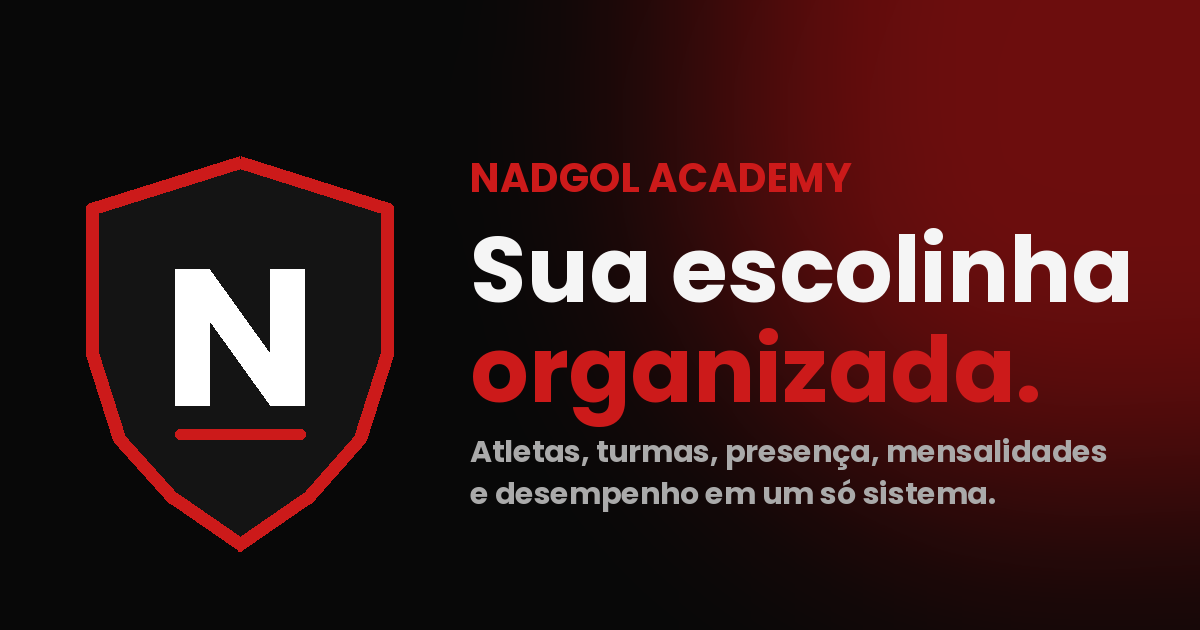 N
NADGOL ACADEMY
Sua escolinha
organizada.
Atletas, turmas, presença, mensalidades
e desempenho em um só sistema.